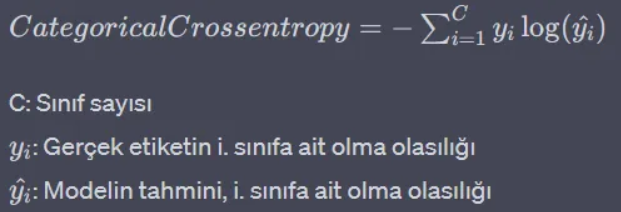 CategoricalCrossentropy = − ∑_{i=1}^{C} y_i log(ŷ_i)
C: Sınıf sayısı
y_i: Gerçek etiketin i. sınıfa ait olma olasılığı
ŷ_i: Modelin tahmini, i. sınıfa ait olma olasılığı